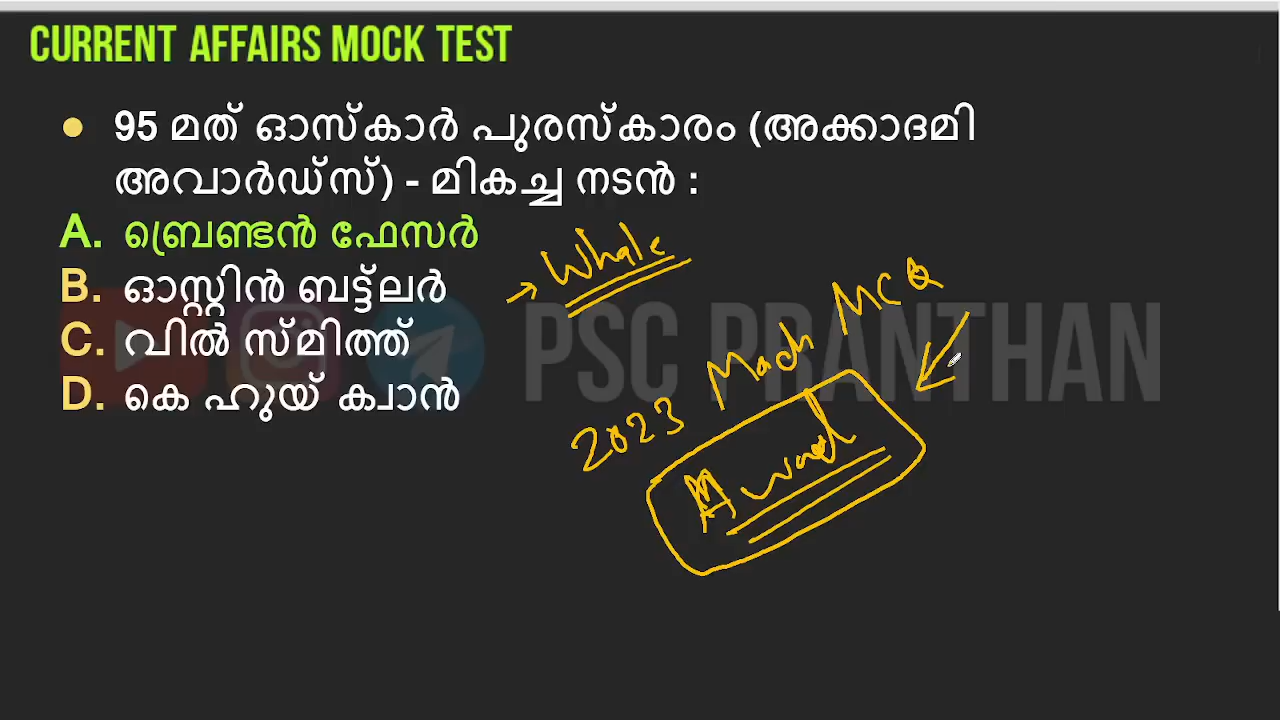 CURRENT AFFAIRS MOCK TEST
● 95 മത് ഓസ്കാർ പുരസ്കാരം (അക്കാദമി
അവാർഡ്സ്) - മികച്ച നടൻ :
A. ബ്രെണ്ടൻ ഫേസർ
B. ഓസ്റ്റിൻ ബട്ട്ലർ
C. വിൽ സ്മിത്ത്
D. കെ ഹുയ് ക്വാൻ
→ Whale
2023 Mach MCQ
Award
PSC PRANTHAN